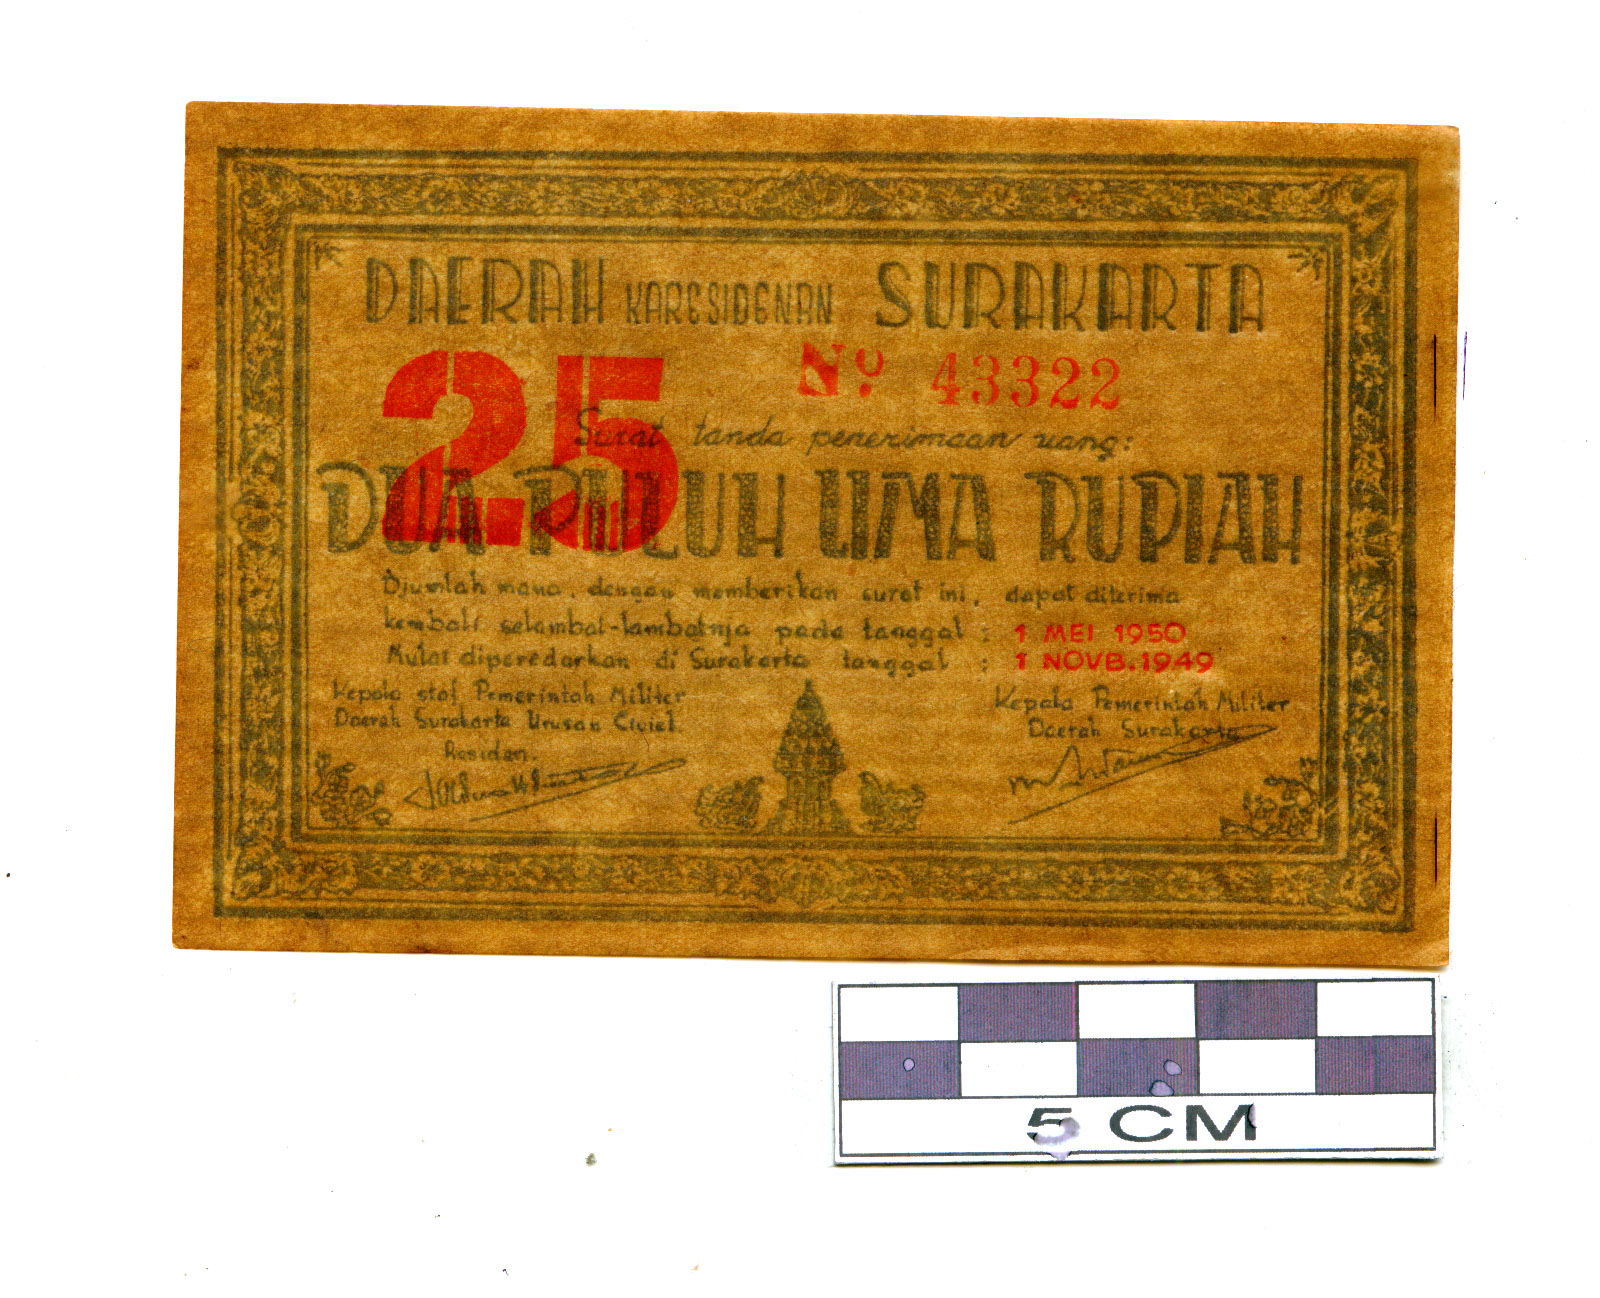 DAERAH KARESIDENAN SURAKARTA
25
No. 43322
Surat tanda penerimaan uang:
DUA PULUH LIMA RUPIAH
Djumlah mana, dengan memberikan surat ini, dapat diterima
kembali selambat-lambatnja pada tanggal : 1 MEI 1950
Mulai diperedarkan di Surakarta tanggal : 1 NOVB.1949
Kepala staf Pemerintah Militer
Daerah Surakarta Urusan Civiel.
Residen.
Kepala Pemerintah Militer
Daerah Surakarta
5 CM